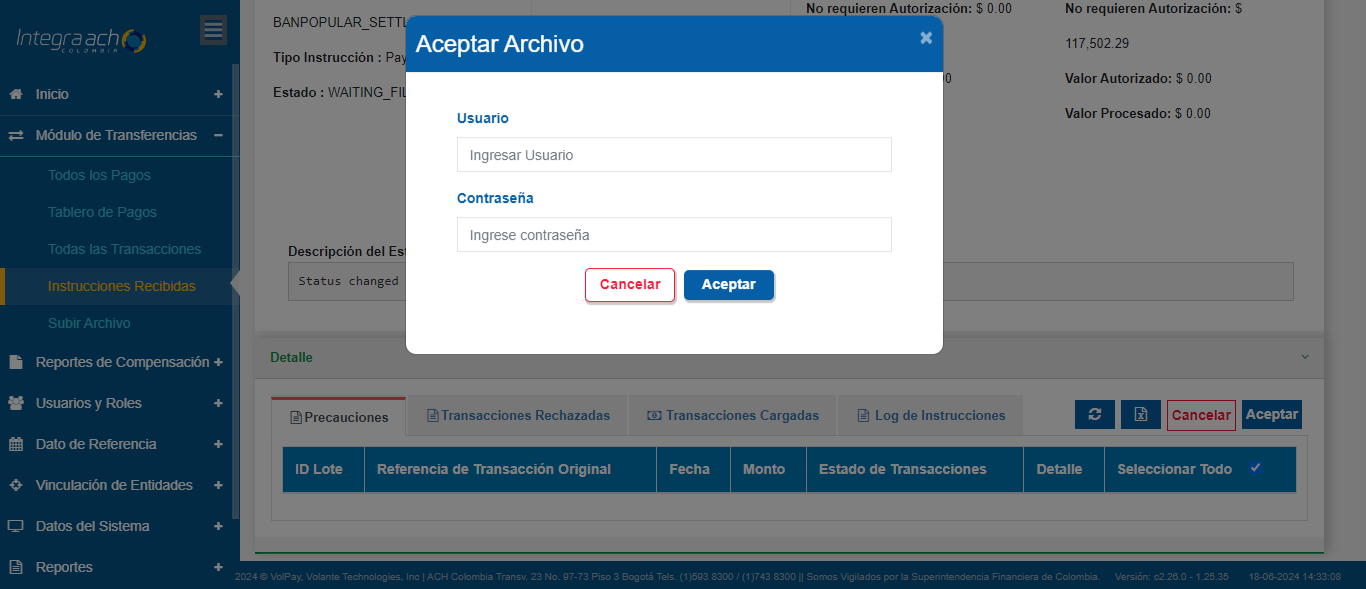 Integra ach
COLOMBIA
Inicio
Módulo de Transferencias
Todos los Pagos
Tablero de Pagos
Todas las Transacciones
Instrucciones Recibidas
Subir Archivo
Reportes de Compensación
Usuarios y Roles
Dato de Referencia
Vinculación de Entidades
Datos del Sistema
Reportes
BANPOPULAR_SETTL
Tipo Instrucción : Pay
Estado : WAITING_FIL
No requieren Autorización: $ 0.00
0
No requieren Autorización: $
117,502.29
Valor Autorizado: $ 0.00
Valor Procesado: $ 0.00
Aceptar Archivo
×
Usuario
Ingresar Usuario
Contraseña
Ingrese contraseña
Cancelar Aceptar
Descripción del Est
Status changed
Detalle
Precauciones Transacciones Rechazadas Transacciones Cargadas Log de Instrucciones Cancelar Aceptar
ID Lote Referencia de Transacción Original Fecha Monto Estado de Transacciones Detalle Seleccionar Todo
2024 © VolPay, Volante Technologies, Inc | ACH Colombia Transv. 23 No. 97-73 Piso 3 Bogotá Tels. (1)593 8300 / (1)743 8300 || Somos Vigilados por la Superintendencia Financiera de Colombia. Versión: c2.26.0 - 1.25.35 18-06-2024 14:33:08